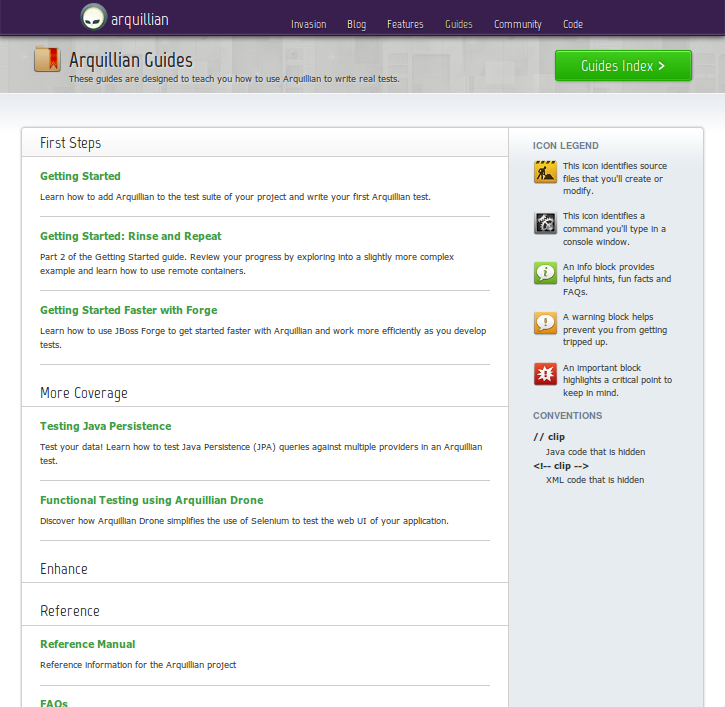 arquillian
Invasion
Blog
Features
Guides
Community
Code
Arquillian Guides
These guides are designed to teach you how to use Arquillian to write real tests.
Guides Index >
First Steps
Getting Started
Learn how to add Arquillian to the test suite of your project and write your first Arquillian test.
Getting Started: Rinse and Repeat
Part 2 of the Getting Started guide. Review your progress by exploring into a slightly more complex
example and learn how to use remote containers.
Getting Started Faster with Forge
Learn how to use JBoss Forge to get started faster with Arquillian and work more efficiently as you develop
tests.
More Coverage
Testing Java Persistence
Test your data! Learn how to test Java Persistence (JPA) queries against multiple providers in an Arquillian
test.
Functional Testing using Arquillian Drone
Discover how Arquillian Drone simplifies the use of Selenium to test the web UI of your application.
Enhance
Reference
Reference Manual
Reference information for the Arquillian project
FAQs
ICON LEGEND
This icon identifies source
files that you'll create or
modify.
This icon identifies a
command you'll type in a
console window.
An info block provides
helpful hints, fun facts and
FAQs.
A warning block helps
prevent you from getting
tripped up.
An important block
highlights a critical point to
keep in mind.
CONVENTIONS
// clip
Java code that is hidden
<!-- clip -->
XML code that is hidden